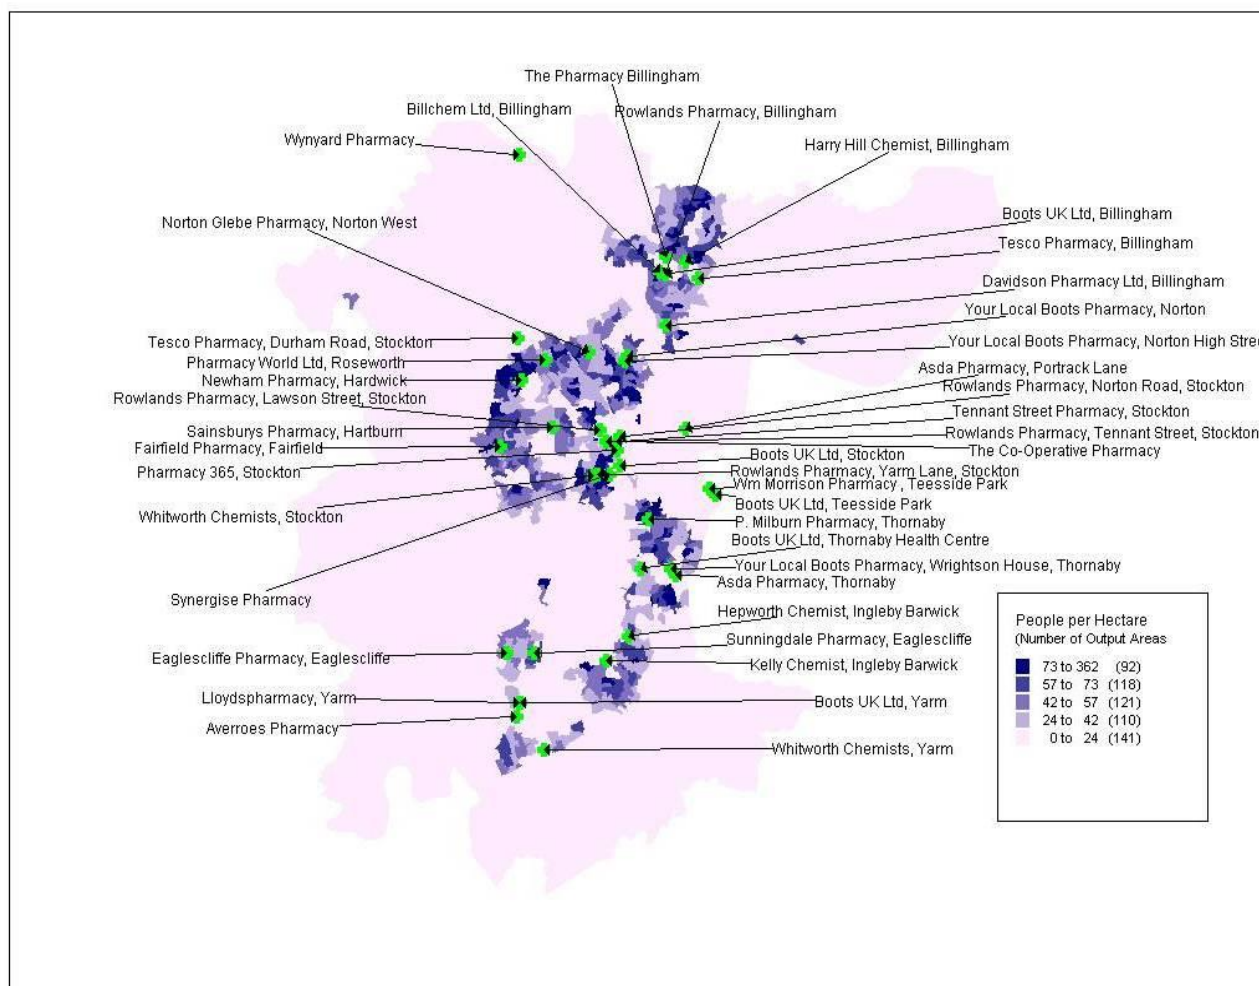 The Pharmacy Billingham
Billchem Ltd, Billingham
Rowlands Pharmacy, Billingham
Wynyard Pharmacy
Harry Hill Chemist, Billingham
Norton Glebe Pharmacy, Norton West
Boots UK Ltd, Billingham
Tesco Pharmacy, Billingham
Davidson Pharmacy Ltd, Billingham
Your Local Boots Pharmacy, Norton
Tesco Pharmacy, Durham Road, Stockton
Your Local Boots Pharmacy, Norton High Stree
Pharmacy World Ltd, Roseworth
Asda Pharmacy, Portrack Lane
Newham Pharmacy, Hardwick
Rowlands Pharmacy, Norton Road, Stockton
Rowlands Pharmacy, Lawson Street, Stockton
Tennant Street Pharmacy, Stockton
Sainsburys Pharmacy, Hartburn
Rowlands Pharmacy, Tennant Street, Stockton
Fairfield Pharmacy, Fairfield
The Co-Operative Pharmacy
Boots UK Ltd, Stockton
Pharmacy 365, Stockton
Rowlands Pharmacy, Yarm Lane, Stockton
Wm Morrison Pharmacy , Teesside Park
Boots UK Ltd, Teesside Park
Whitworth Chemists, Stockton
P. Milburn Pharmacy, Thornaby
Boots UK Ltd, Thornaby Health Centre
Your Local Boots Pharmacy, Wrightson House, Thornaby
Asda Pharmacy, Thornaby
Synergise Pharmacy
Hepworth Chemist, Ingleby Barwick
Sunningdale Pharmacy, Eaglescliffe
Eaglescliffe Pharmacy, Eaglescliffe
Kelly Chemist, Ingleby Barwick
Lloydspharmacy, Yarm
Boots UK Ltd, Yarm
Averroes Pharmacy
Whitworth Chemists, Yarm
People per Hectare
(Number of Output Areas
73 to 362 (92)
57 to 73 (118)
42 to 57 (121)
24 to 42 (110)
0 to 24 (141)